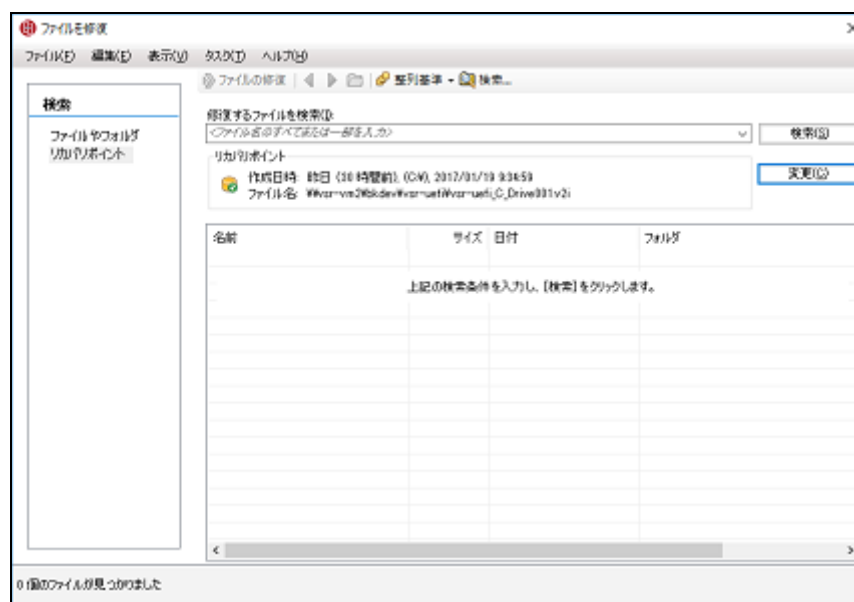 ファイルを修復
ファイル(F) 編集(E) 表示(V) タスク(T) ヘルプ(H)
ファイルの修復 整列基準 検索...
検索
ファイルやフォルダ
リカバリポイント
修復するファイルを検索(I):
<ファイル名のすべてまたは一部を入力>
検索(S)
リカバリポイント
作成日時: 昨日 (30 時間前), (C:¥), 2017/01/19 9:34:59
ファイル名: ¥¥vsr-vm2¥bkdev¥vsr-uefi¥vsr-uefi_C_Drive001.v2i
変更(C)
名前 サイズ 日付 フォルダ
上記の検索条件を入力し、[検索] をクリックします。
0 個のファイルが見つかりました